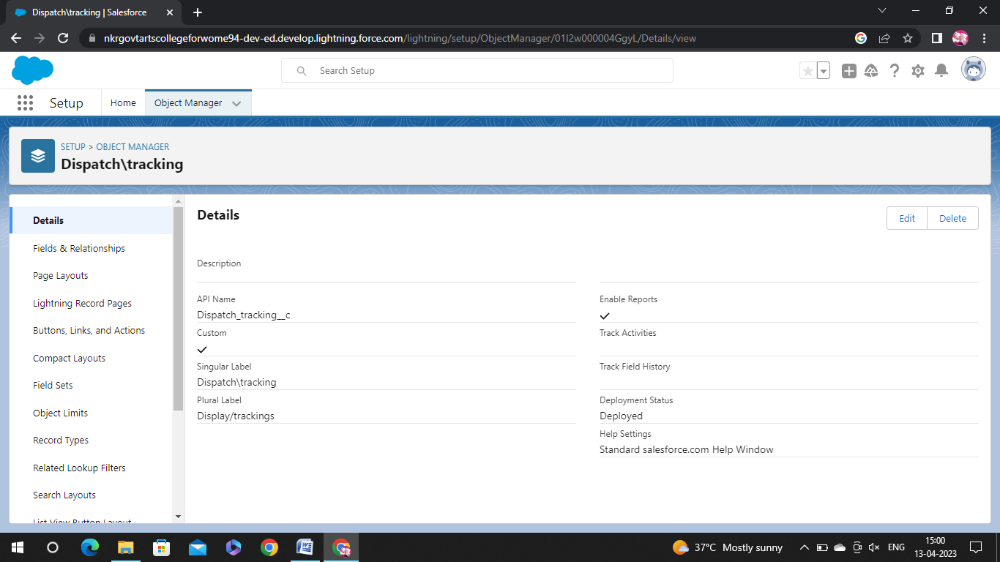 Dispatch\tracking | Salesforce
nkrgovtartscollegeforwome94-dev-ed.develop.lightning.force.com/lightning/setup/ObjectManager/01I2w000004GgyL/Details/view
Search Setup
Setup
Home
Object Manager
SETUP > OBJECT MANAGER
Dispatch\tracking
Details
Fields & Relationships
Page Layouts
Lightning Record Pages
Buttons, Links, and Actions
Compact Layouts
Field Sets
Object Limits
Record Types
Related Lookup Filters
Search Layouts
List View Button Layout
Details
Edit
Delete
Description
API Name
Dispatch_tracking__c
Custom
Singular Label
Dispatch\tracking
Plural Label
Display/trackings
Enable Reports
Track Activities
Track Field History
Deployment Status
Deployed
Help Settings
Standard salesforce.com Help Window
37°C Mostly sunny
ENG
15:00
13-04-2023